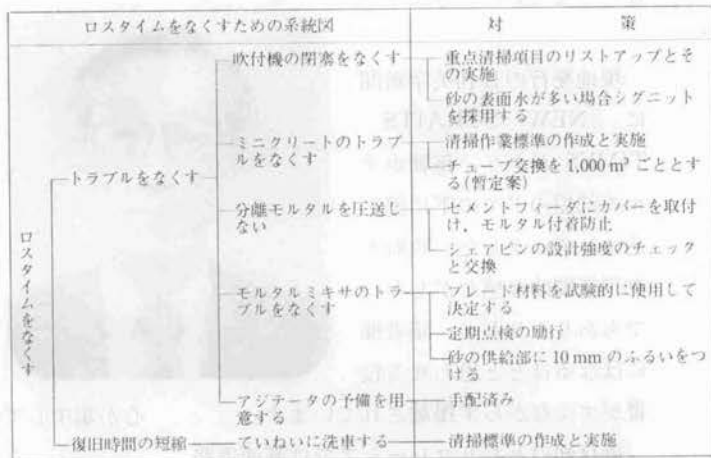 ロスタイムをなくすための系統図
対 策
ロスタイムをなくす
トラブルをなくす
吹付機の閉塞をなくす
重点清掃項目のリストアップとそ
の実施
砂の表面水が多い場合シグニット
を採用する
ミニクリートのトラブ
ルをなくす
清掃作業標準の作成と実施
チューブ交換を1,000 m³ ごととす
る(暫定案)
分離モルタルを圧送し
ない
セメントフィーダにカバーを取付
け,モルタル付着防止
シェアピンの設計強度のチェック
と交換
モルタルミキサのトラ
ブルをなくす
ブレード材料を試験的に使用して
決定する
定期点検の励行
砂の供給部に 10 mm のふるいをつ
ける
アジテータの予備を用
意する
手配済み
復旧時間の短縮
ていねいに洗車する
清掃標準の作成と実施